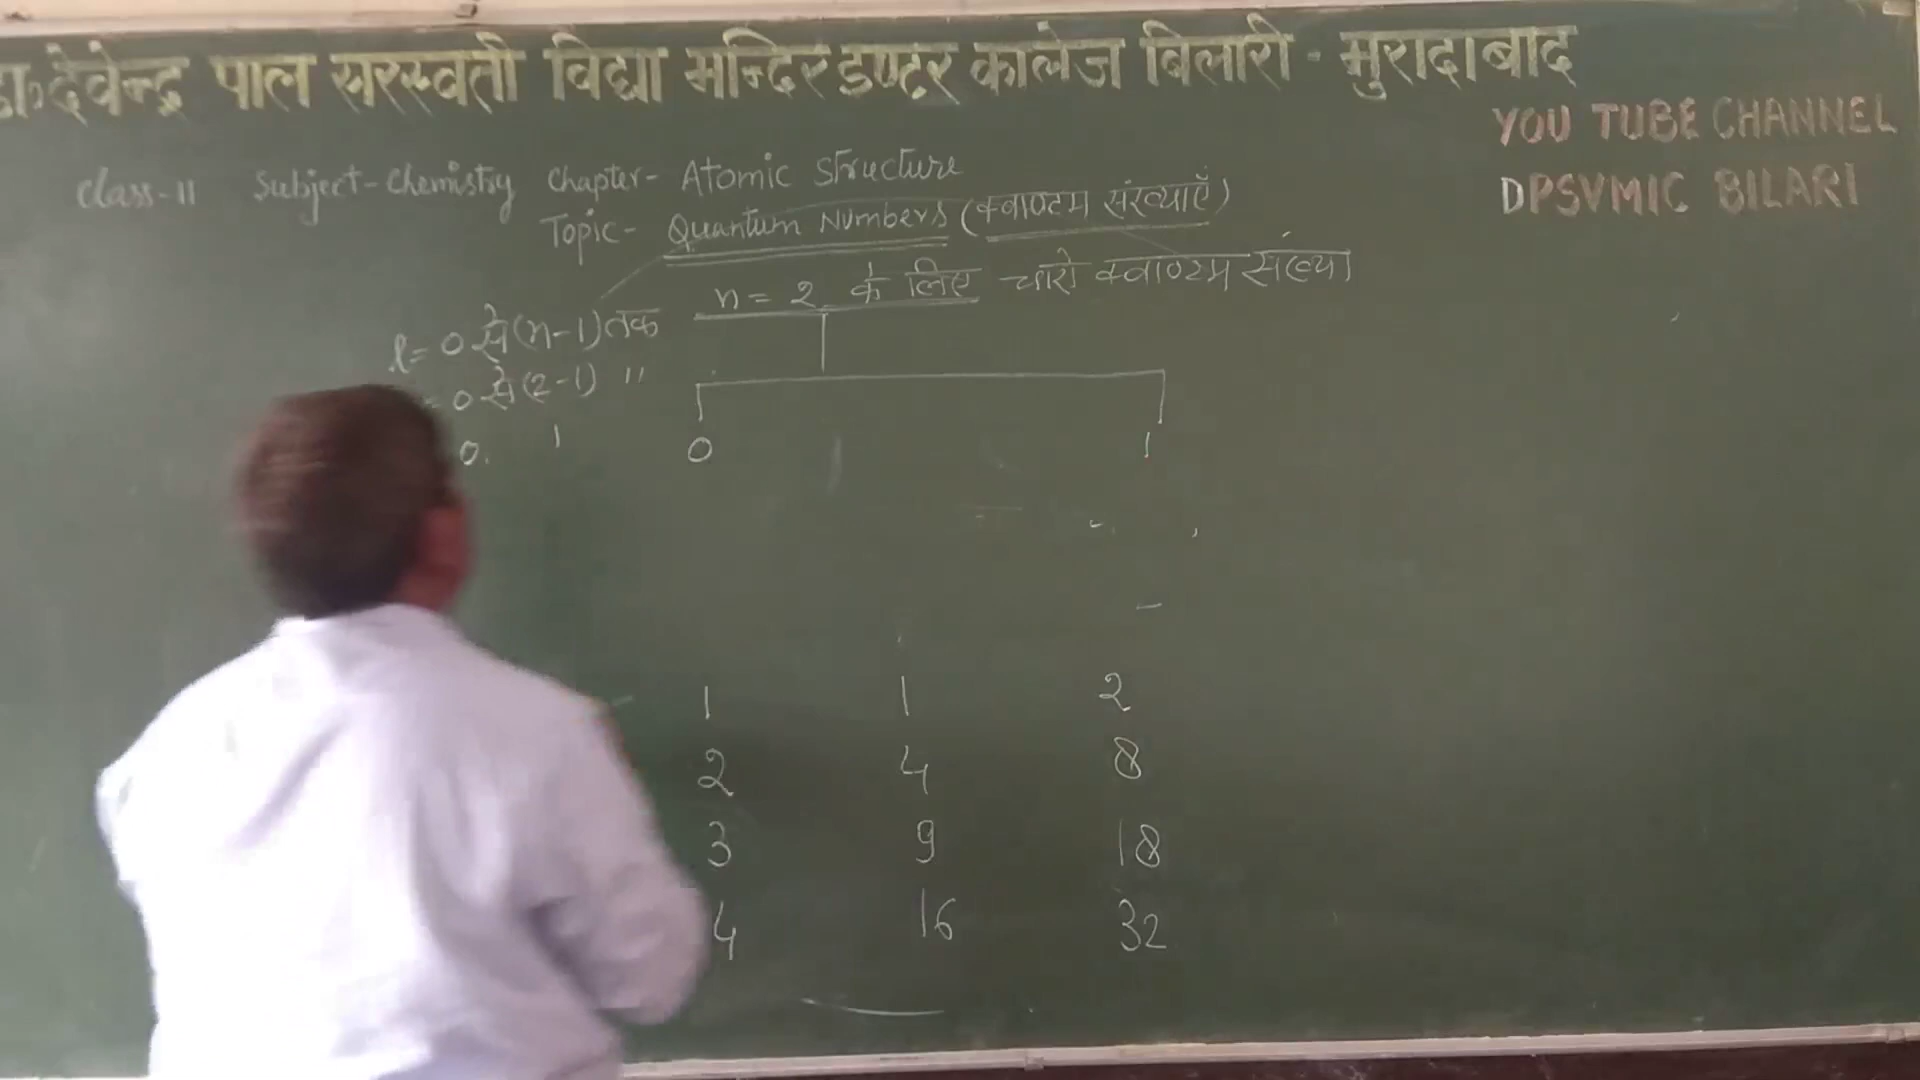 डा०देवेन्द्र पाल सरस्वती विद्या मन्दिर इण्टर कालेज बिलारी - मुरादाबाद
YOU TUBE CHANNEL
DPSVMIC BILARI
Class-11 Subject-Chemistry Chapter- Atomic Structure
Topic- Quantum Numbers (क्वाण्टम संख्याएँ)
n = 2 के लिए चारो क्वाण्टम संख्या
l = 0 से (n-1) तक
= 0 से (2-1) "
0. 1
0 1
1 1 2
2 4 8
3 9 18
4 16 32